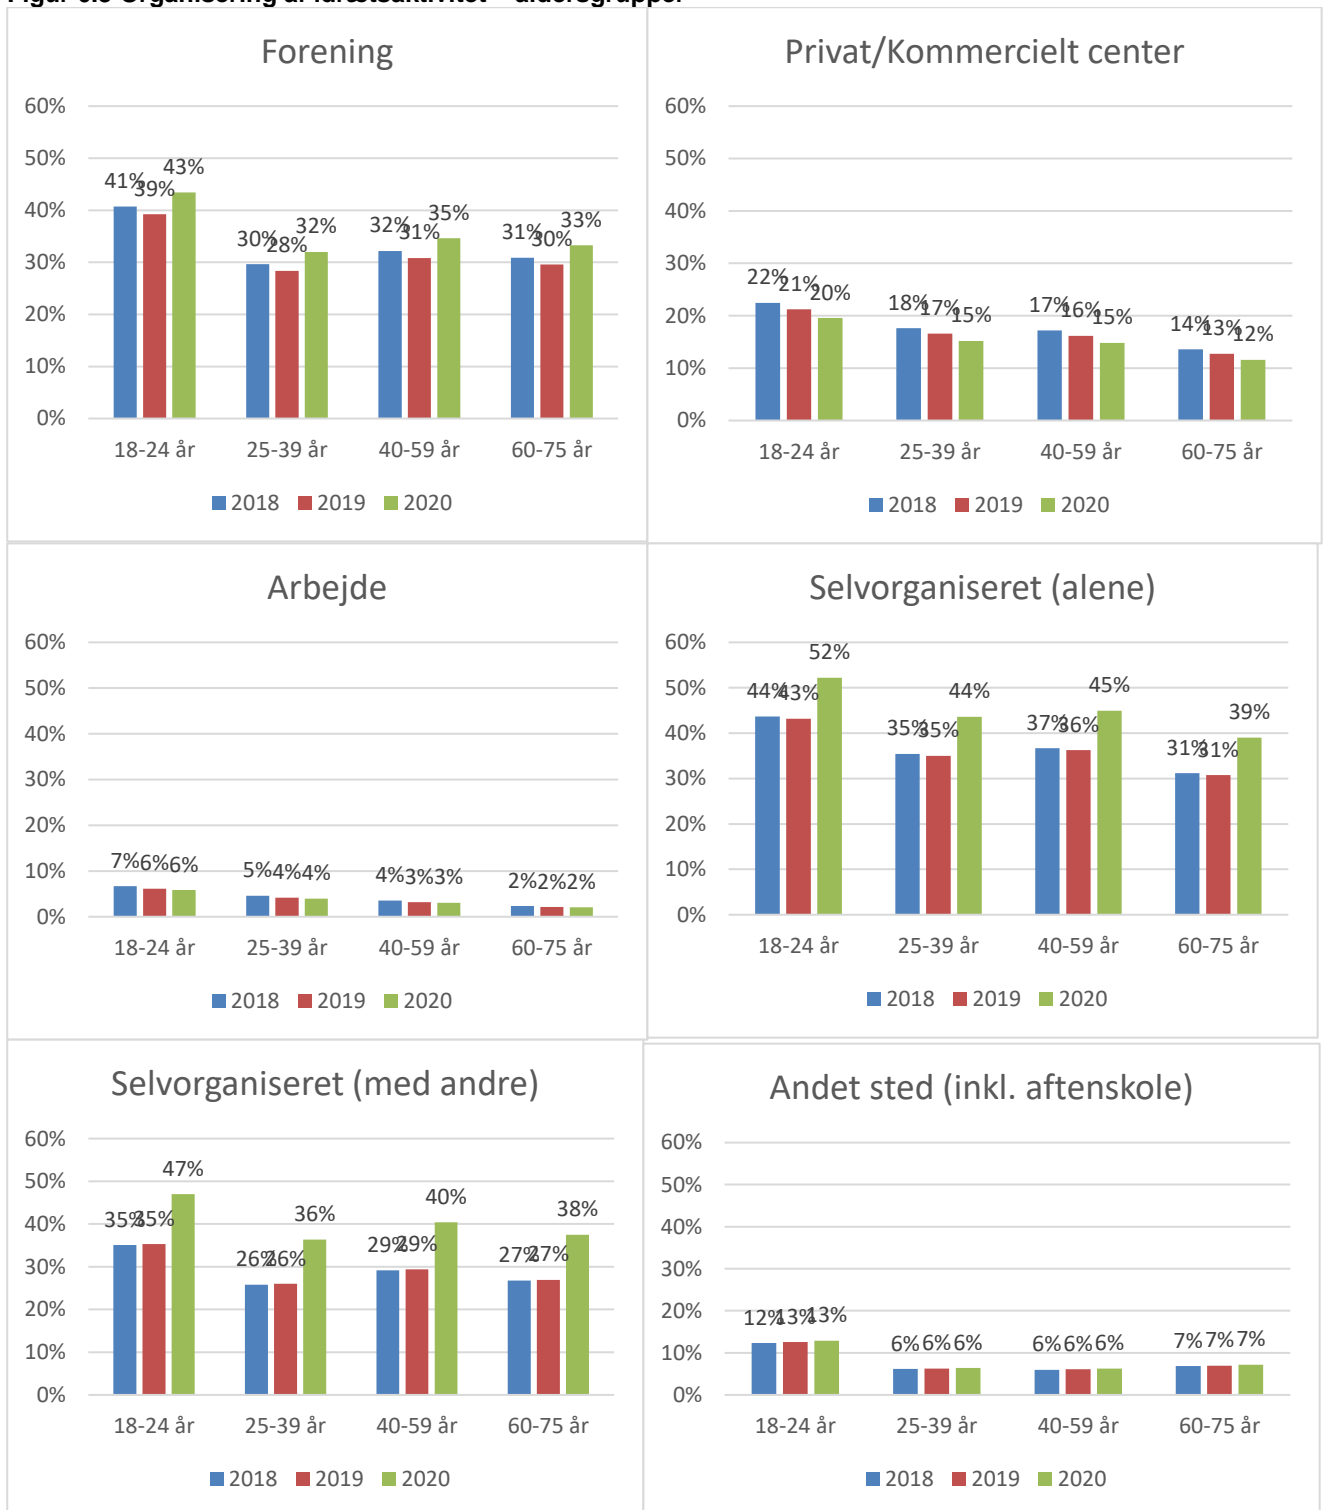 Figur 6.3 Organisering af idrætsaktivitet – aldersgrupper
Forening
60%
50%
40%
30%
20%
10%
0%
41% 39% 43%
30% 28% 32%
32% 31% 35%
31% 30% 33%
18-24 år 25-39 år 40-59 år 60-75 år
2018 2019 2020
Privat/Kommercielt center
60%
50%
40%
30%
20%
10%
0%
22% 21% 20%
18% 17% 15%
17% 16% 15%
14% 13% 12%
18-24 år 25-39 år 40-59 år 60-75 år
2018 2019 2020
Arbejde
60%
50%
40%
30%
20%
10%
0%
7% 6% 6%
5% 4% 4%
4% 3% 3%
2% 2% 2%
18-24 år 25-39 år 40-59 år 60-75 år
2018 2019 2020
Selvorganiseret (alene)
60%
50%
40%
30%
20%
10%
0%
44% 43% 52%
35% 35% 44%
37% 36% 45%
31% 31% 39%
18-24 år 25-39 år 40-59 år 60-75 år
2018 2019 2020
Selvorganiseret (med andre)
60%
50%
40%
30%
20%
10%
0%
35% 35% 47%
26% 26% 36%
29% 29% 40%
27% 27% 38%
18-24 år 25-39 år 40-59 år 60-75 år
2018 2019 2020
Andet sted (inkl. aftenskole)
60%
50%
40%
30%
20%
10%
0%
12% 13% 13%
6% 6% 6%
6% 6% 6%
7% 7% 7%
18-24 år 25-39 år 40-59 år 60-75 år
2018 2019 2020